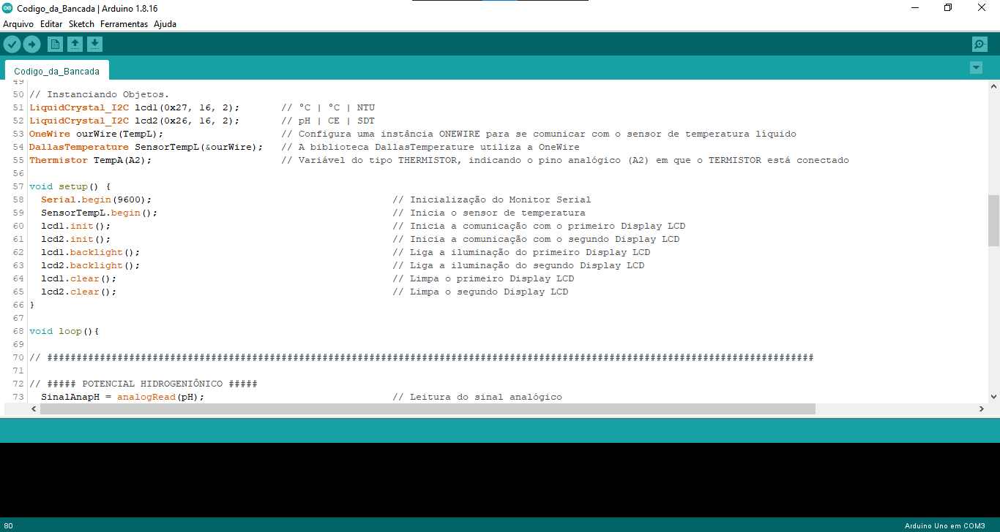 Codigo_da_Bancada | Arduino 1.8.16
Arquivo Editar Sketch Ferramentas Ajuda
Codigo_da_Bancada
49
50 // Instanciando Objetos.
51 LiquidCrystal_I2C lcd1(0x27, 16, 2); // °C | °C | NTU
52 LiquidCrystal_I2C lcd2(0x26, 16, 2); // pH | CE | SDT
53 OneWire ourWire(TempL); // Configura uma instância ONEWIRE para se comunicar com o sensor de temperatura líquido
54 DallasTemperature SensorTempL(&ourWire); // A biblioteca DallasTemperature utiliza a OneWire
55 Thermistor TempA(A2); // Variável do tipo THERMISTOR, indicando o pino analógico (A2) em que o TERMISTOR está conectado
56
57 void setup() {
58 Serial.begin(9600); // Inicialização do Monitor Serial
59 SensorTempL.begin(); // Inicia o sensor de temperatura
60 lcd1.init(); // Inicia a comunicação com o primeiro Display LCD
61 lcd2.init(); // Inicia a comunicação com o segundo Display LCD
62 lcd1.backlight(); // Liga a iluminação do primeiro Display LCD
63 lcd2.backlight(); // Liga a iluminação do segundo Display LCD
64 lcd1.clear(); // Limpa o primeiro Display LCD
65 lcd2.clear(); // Limpa o segundo Display LCD
66 }
67
68 void loop(){
69
70 // ###################################################################################################################################
71
72 // ##### POTENCIAL HIDROGENIÔNICO #####
73 SinalAnapH = analogRead(pH); // Leitura do sinal analógico
80 Arduino Uno em COM3